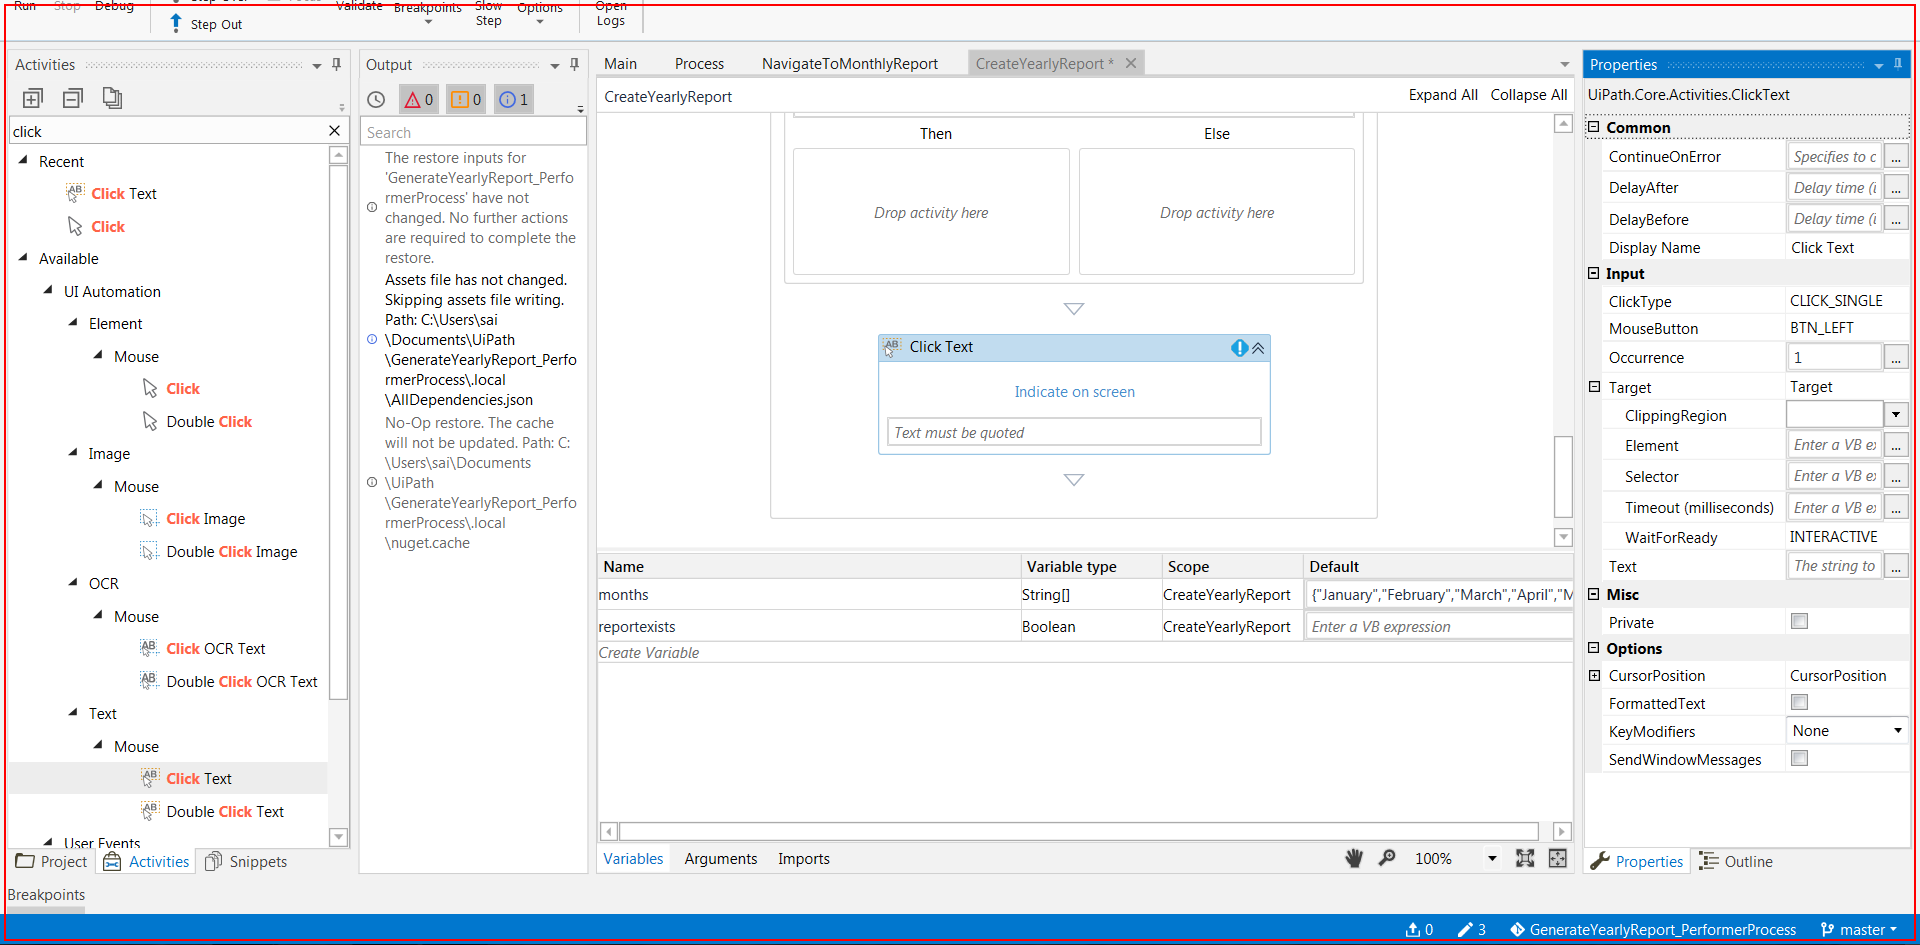 Run Stop Debug
Step Out
Validate
Breakpoints
Slow
Step
Options
Open
Logs
Activities
click
Recent
Click Text
Click
Available
UI Automation
Element
Mouse
Click
Double Click
Image
Mouse
Click Image
Double Click Image
OCR
Mouse
Click OCR Text
Double Click OCR Text
Text
Mouse
Click Text
Double Click Text
User Events
Project Activities Snippets
Breakpoints
Output
0 0 1
Search
The restore inputs for
'GenerateYearlyReport_Perfo
rmerProcess' have not
changed. No further actions
are required to complete the
restore.
Assets file has not changed.
Skipping assets file writing.
Path: C:\Users\sai
\Documents\UiPath
\GenerateYearlyReport_Perfo
rmerProcess\.local
\AllDependencies.json
No-Op restore. The cache
will not be updated. Path: C:
\Users\sai\Documents
\UiPath
\GenerateYearlyReport_Perfo
rmerProcess\.local
\nuget.cache
Main Process NavigateToMonthlyReport CreateYearlyReport *
CreateYearlyReport Expand All Collapse All
Then Else
Drop activity here Drop activity here
AB Click Text
Indicate on screen
Text must be quoted
Name Variable type Scope Default
months String[] CreateYearlyReport {"January","February","March","April","M
reportexists Boolean CreateYearlyReport Enter a VB expression
Create Variable
Variables Arguments Imports 100%
Properties
UiPath.Core.Activities.ClickText
Common
ContinueOnError Specifies to c ...
DelayAfter Delay time (i ...
DelayBefore Delay time (i ...
Display Name Click Text
Input
ClickType CLICK_SINGLE
MouseButton BTN_LEFT
Occurrence 1 ...
Target Target
ClippingRegion
Element Enter a VB ex ...
Selector Enter a VB ex ...
Timeout (milliseconds) Enter a VB ex ...
WaitForReady INTERACTIVE
Text The string to ...
Misc
Private
Options
CursorPosition CursorPosition
FormattedText
KeyModifiers None
SendWindowMessages
Properties Outline
0 3 GenerateYearlyReport_PerformerProcess master